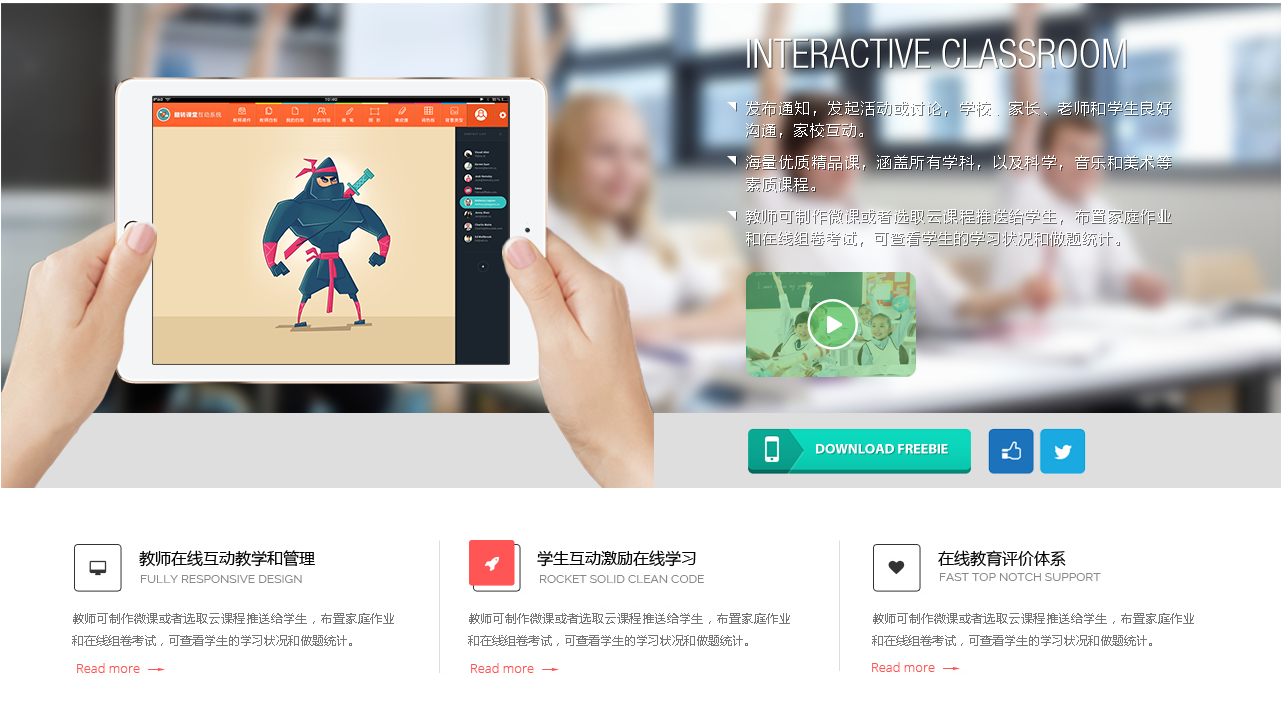 INTERACTIVE CLASSROOM
发布通知，发起活动或讨论，学校、家长、老师和学生良好
沟通，家校互动。
海量优质精品课，涵盖所有学科，以及科学，音乐和美术等
素质课程。
教师可制作微课或者选取云课程推送给学生，布置家庭作业
和在线组卷考试，可查看学生的学习状况和做题统计。
翻转课堂互动系统
DOWNLOAD FREEBIE
教师在线互动教学和管理
FULLY RESPONSIVE DESIGN
教师可制作微课或者选取云课程推送给学生，布置家庭作业
和在线组卷考试，可查看学生的学习状况和做题统计。
Read more
学生互动激励在线学习
ROCKET SOLID CLEAN CODE
教师可制作微课或者选取云课程推送给学生，布置家庭作业
和在线组卷考试，可查看学生的学习状况和做题统计。
Read more
在线教育评价体系
FAST TOP NOTCH SUPPORT
教师可制作微课或者选取云课程推送给学生，布置家庭作业
和在线组卷考试，可查看学生的学习状况和做题统计。
Read more